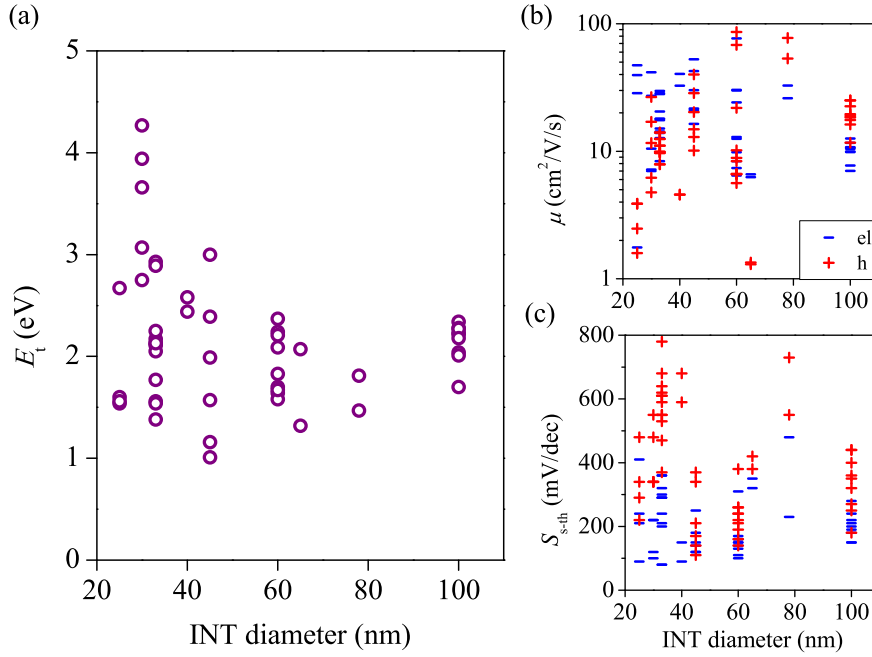 (a)
5
4
3
2
1
0
E_t (eV)
20 40 60 80 100
INT diameter (nm)
(b)
100
10
1
μ (cm²/V/s)
el
h
20 40 60 80 100
(c)
800
600
400
200
0
S_s-th (mV/dec)
20 40 60 80 100
INT diameter (nm)